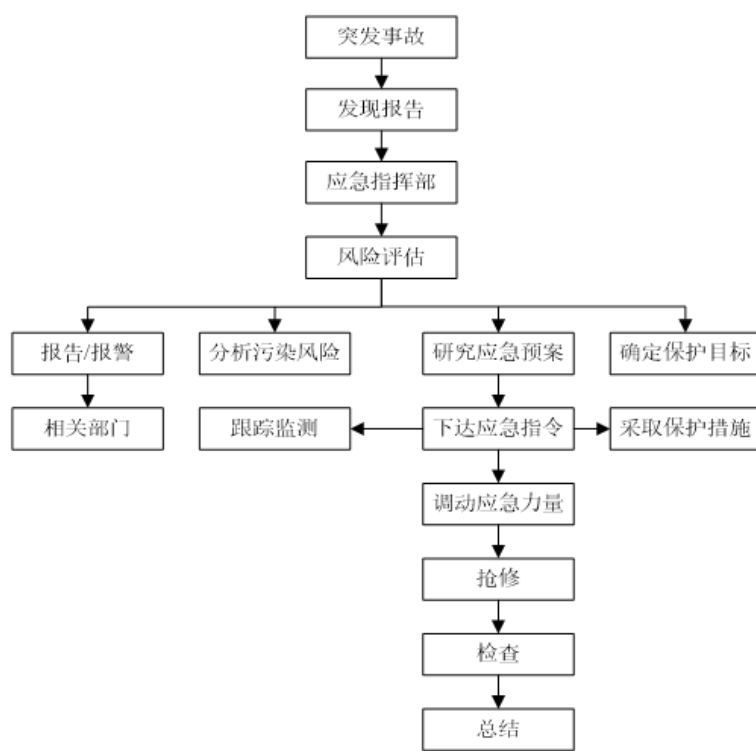 突发事故
发现报告
应急指挥部
风险评估
报告/报警
分析污染风险
研究应急预案
确定保护目标
相关部门
跟踪监测
下达应急指令
采取保护措施
调动应急力量
抢修
检查
总结